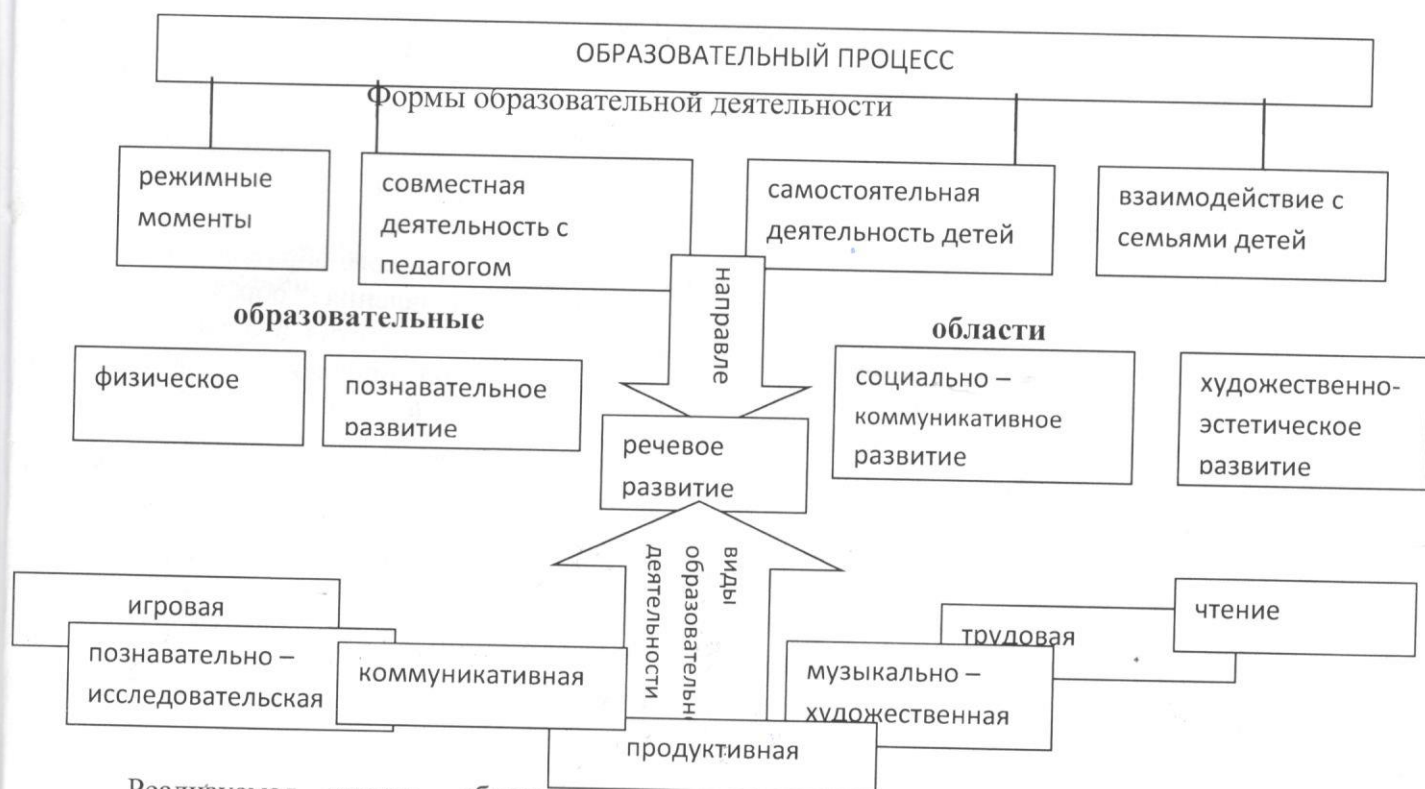 ОБРАЗОВАТЕЛЬНЫЙ ПРОЦЕСС
Формы образовательной деятельности
режимные
моменты
совместная
деятельность с
педагогом
самостоятельная
деятельность детей
взаимодействие с
семьями детей
направле
образовательные
области
физическое
познавательное
развитие
речевое
развитие
социально –
коммуникативное
развитие
художественно-
эстетическое
развитие
виды
образовательно
деятельности
игровая
познавательно –
исследовательская
коммуникативная
продуктивная
музыкально –
художественная
трудовая
чтение